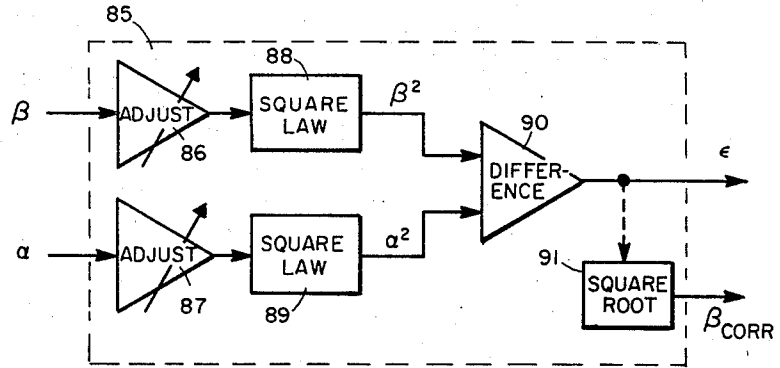 85
88
β
ADJUST
86
SQUARE
LAW
β²
90
DIFFER-
ENCE
ε
α
ADJUST
87
SQUARE
LAW
89
α²
91
SQUARE
ROOT
βCORR